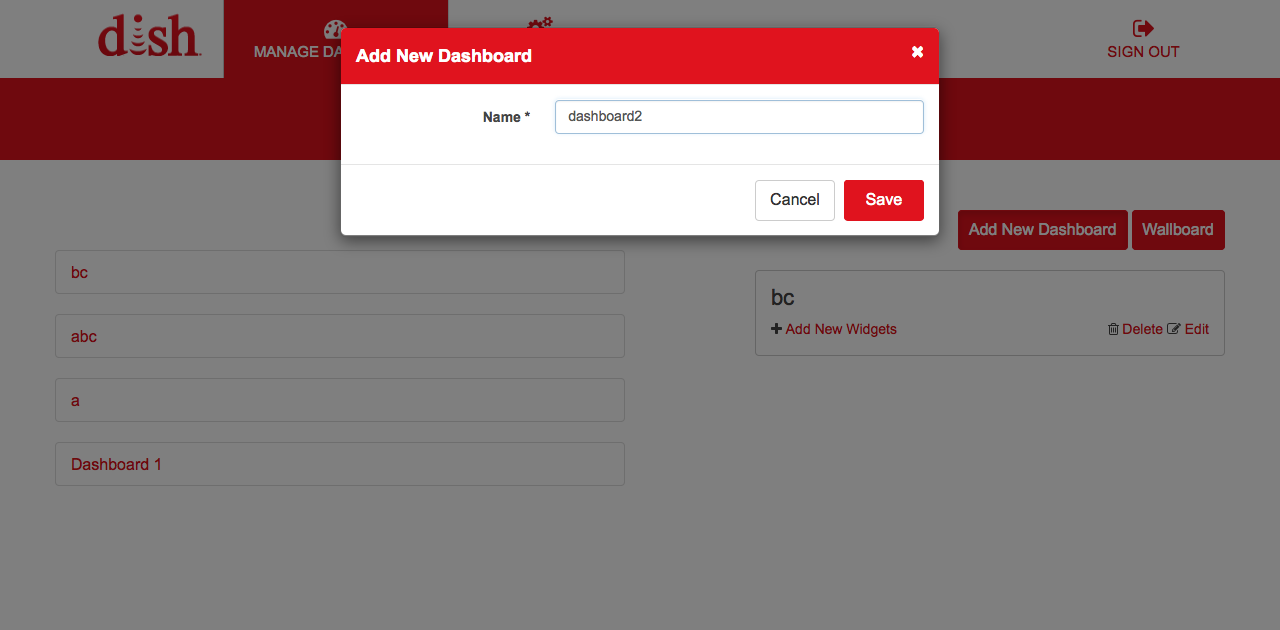 dish
MANAGE DA
SIGN OUT
Add New Dashboard
Name *
dashboard2
Cancel
Save
Add New Dashboard
Wallboard
bc
abc
a
Dashboard 1
bc
Add New Widgets
Delete
Edit